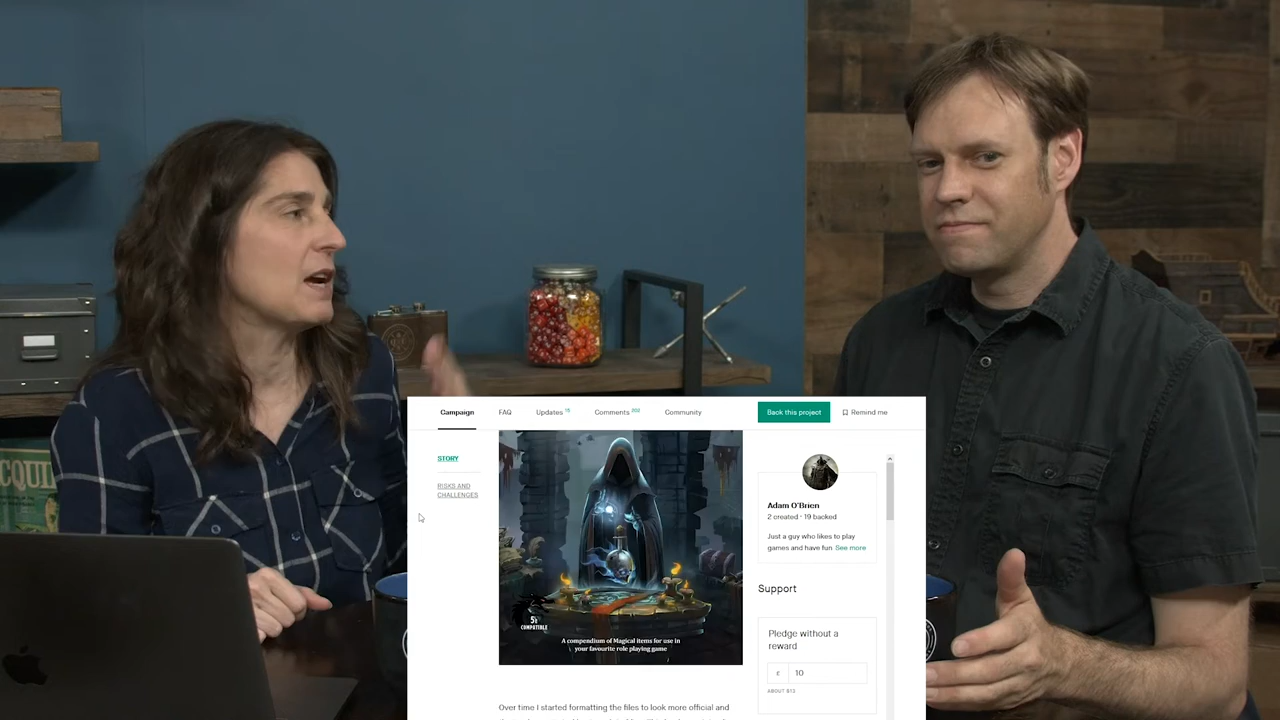 CQUI
Campaign
FAQ
Updates 15
Comments 202
Community
Back this project
Remind me
STORY
RISKS AND
CHALLENGES
5E
COMPATIBLE
A compendium of Magical items for use in
your favourite role playing game
Adam O'Brien
2 created · 19 backed
Just a guy who likes to play
games and have fun See more
Support
Pledge without a
reward
£ 10
ABOUT $13
Over time I started formatting the files to look more official and